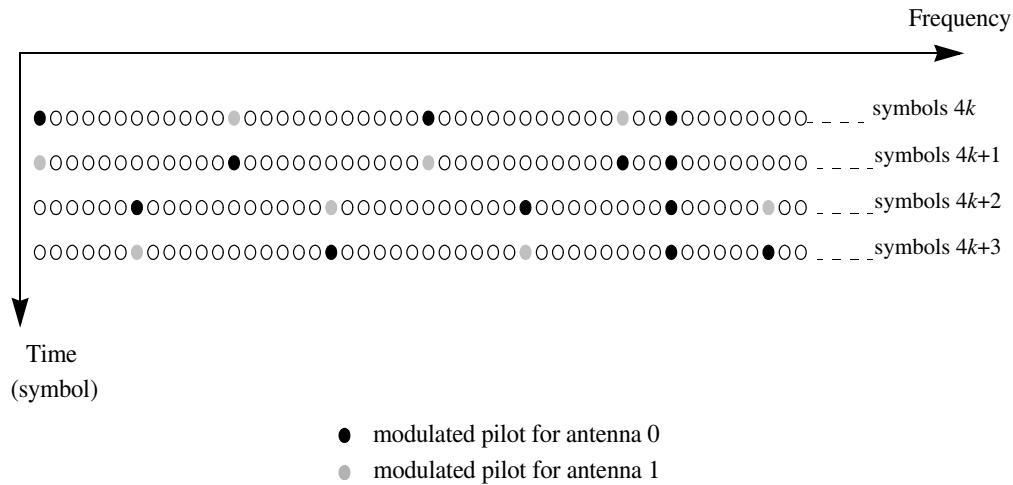 Frequency
symbols 4k
symbols 4k+1
symbols 4k+2
symbols 4k+3
Time
(symbol)
modulated pilot for antenna 0
modulated pilot for antenna 1